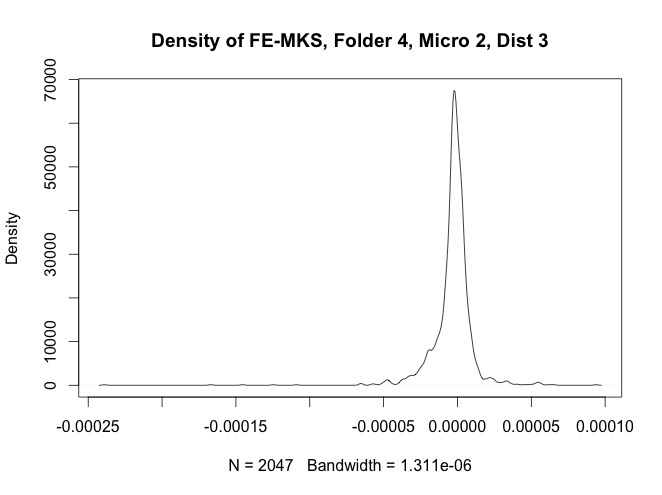 Density of FE-MKS, Folder 4, Micro 2, Dist 3
Density
70000
50000
30000
10000
0
-0.00025 -0.00015 -0.00005 0.00000 0.00005 0.00010
N = 2047 Bandwidth = 1.311e-06